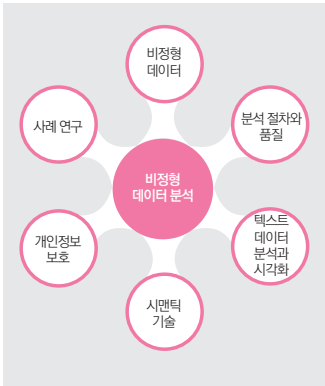 비정형
데이터
사례 연구
분석 절차와
품질
비정형
데이터 분석
개인정보
보호
텍스트
데이터
분석과
시각화
시맨틱
기술